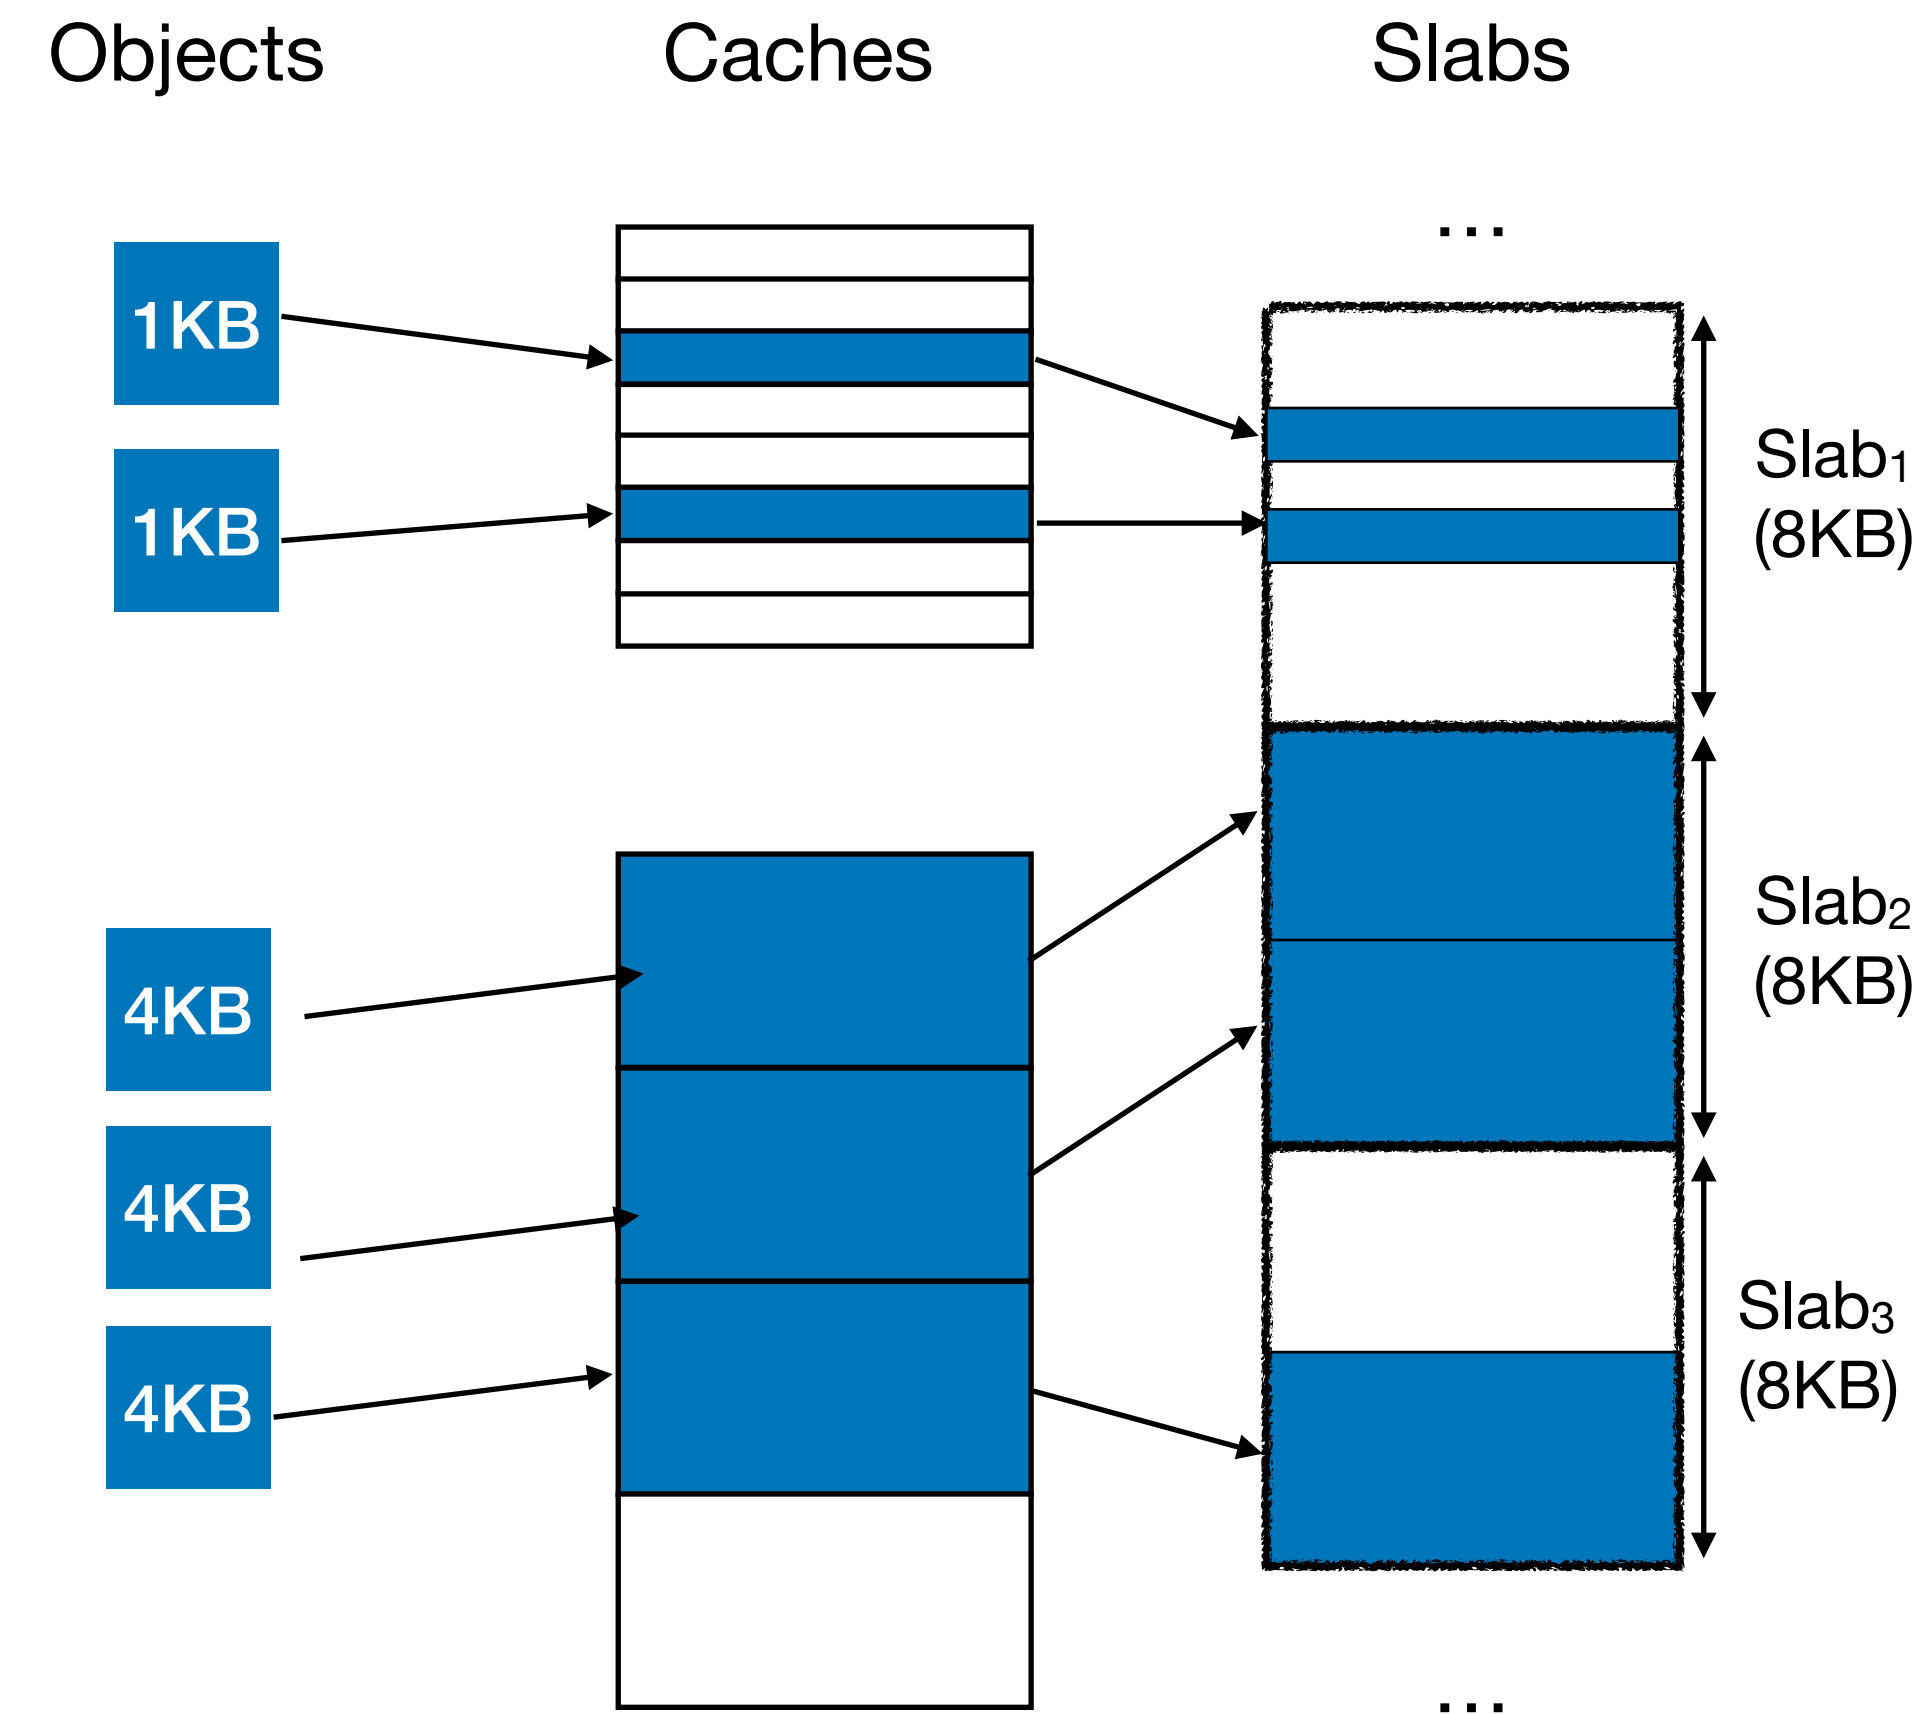 Objects
Caches
Slabs
...
1KB
1KB
Slab₁
(8KB)
4KB
4KB
4KB
Slab₂
(8KB)
Slab₃
(8KB)
...